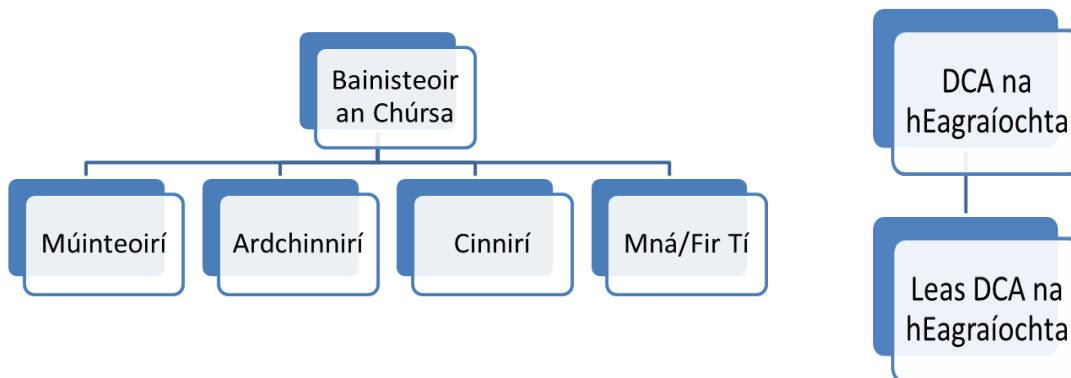 Bainisteoir
an Chúrsa
Múinteoirí
Ardchinnirí
Cinnirí
Mná/Fir Tí
DCA na
hEagraíochta
Leas DCA na
hEagraíochta